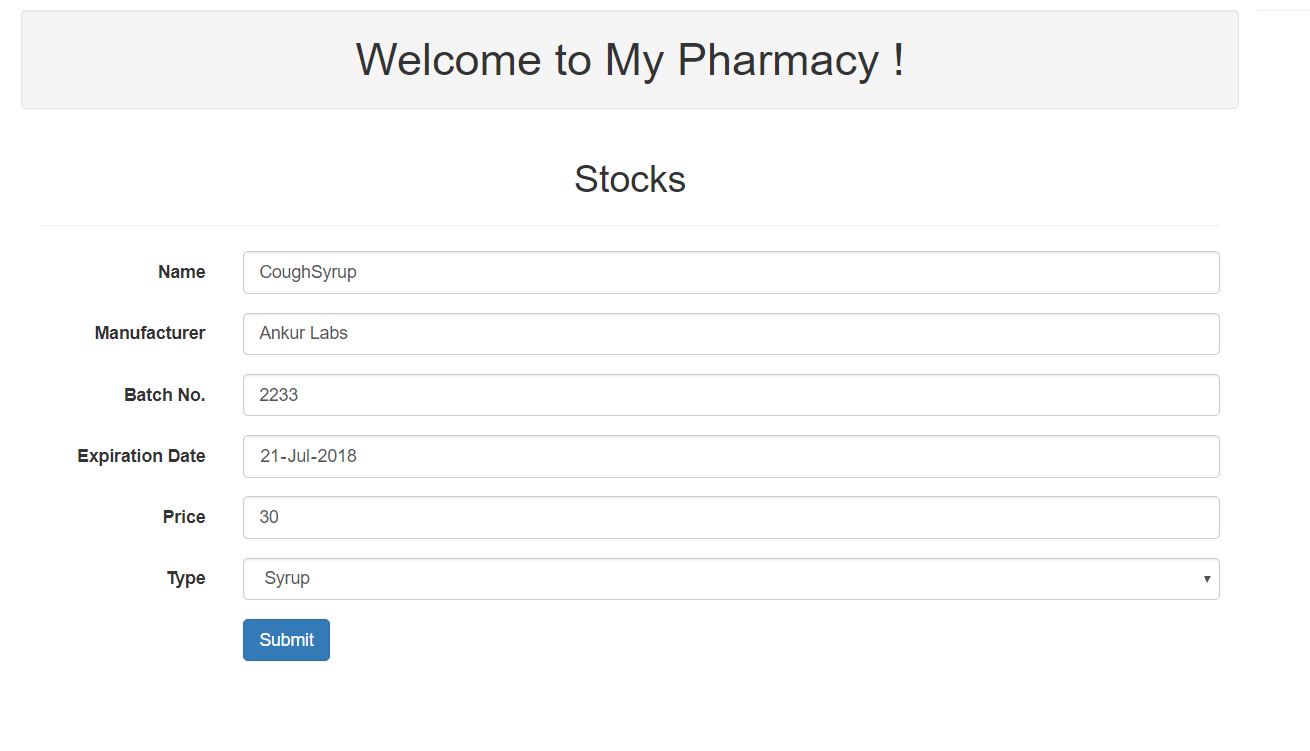 Welcome to My Pharmacy !
Stocks
Name CoughSyrup
Manufacturer Ankur Labs
Batch No. 2233
Expiration Date 21-Jul-2018
Price 30
Type Syrup
Submit